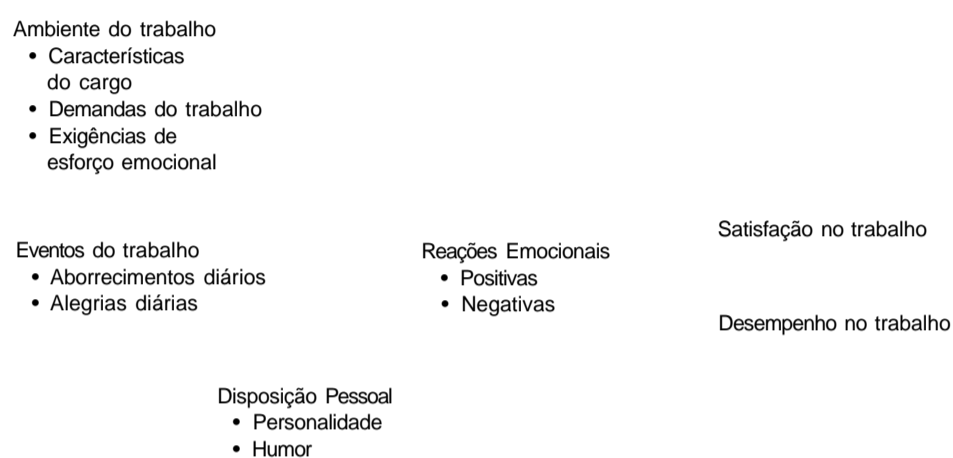 Ambiente do trabalho
• Características
do cargo
• Demandas do trabalho
• Exigências de
esforço emocional
Eventos do trabalho
• Aborrecimentos diários
• Alegrias diárias
Reações Emocionais
• Positivas
• Negativas
Satisfação no trabalho
Desempenho no trabalho
Disposição Pessoal
• Personalidade
• Humor